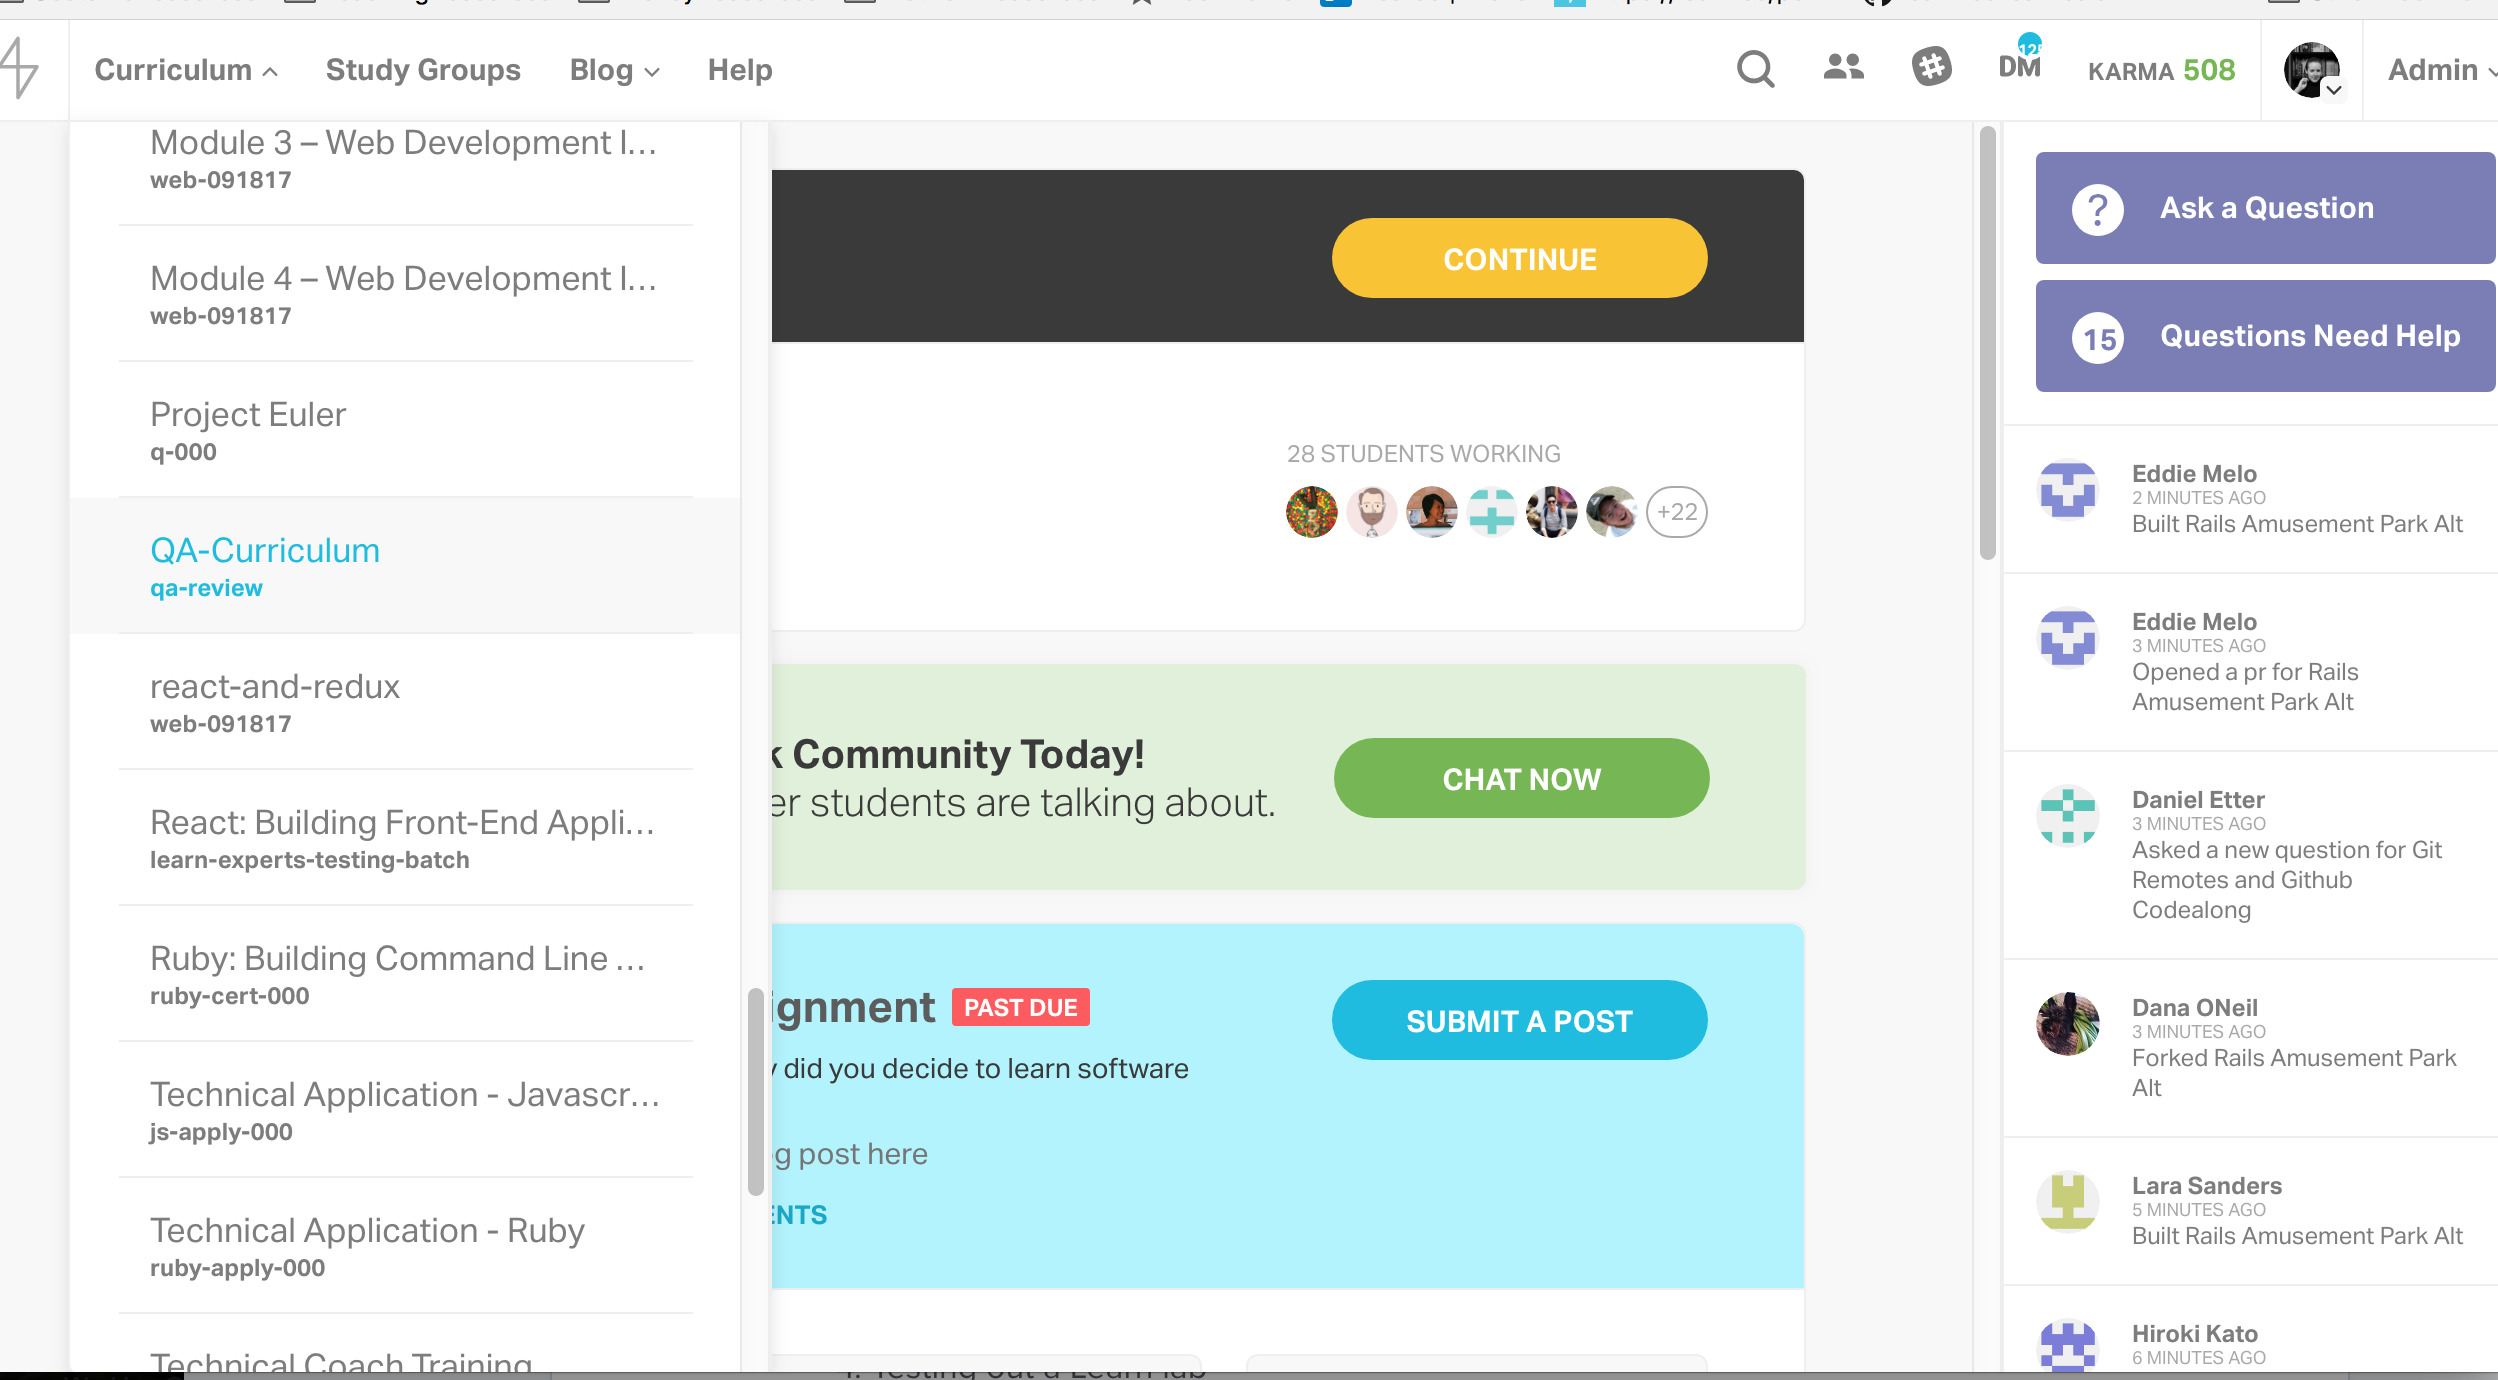 Curriculum
Study Groups
Blog
Help
DM
KARMA 508
Admin
Module 3 – Web Development I...
web-091817
Module 4 – Web Development I...
web-091817
Project Euler
q-000
QA-Curriculum
qa-review
react-and-redux
web-091817
React: Building Front-End Appli...
learn-experts-testing-batch
Ruby: Building Command Line ...
ruby-cert-000
Technical Application - Javascr...
js-apply-000
Technical Application - Ruby
ruby-apply-000
Technical Coach Training
CONTINUE
28 STUDENTS WORKING
+22
k Community Today!
er students are talking about.
CHAT NOW
ignment PAST DUE
SUBMIT A POST
y did you decide to learn software
g post here
ENTS
1. Testing out a Learn lab
? Ask a Question
15 Questions Need Help
Eddie Melo
2 MINUTES AGO
Built Rails Amusement Park Alt
Eddie Melo
3 MINUTES AGO
Opened a pr for Rails
Amusement Park Alt
Daniel Etter
3 MINUTES AGO
Asked a new question for Git
Remotes and Github
Codealong
Dana ONeil
3 MINUTES AGO
Forked Rails Amusement Park
Alt
Lara Sanders
5 MINUTES AGO
Built Rails Amusement Park Alt
Hiroki Kato
6 MINUTES AGO